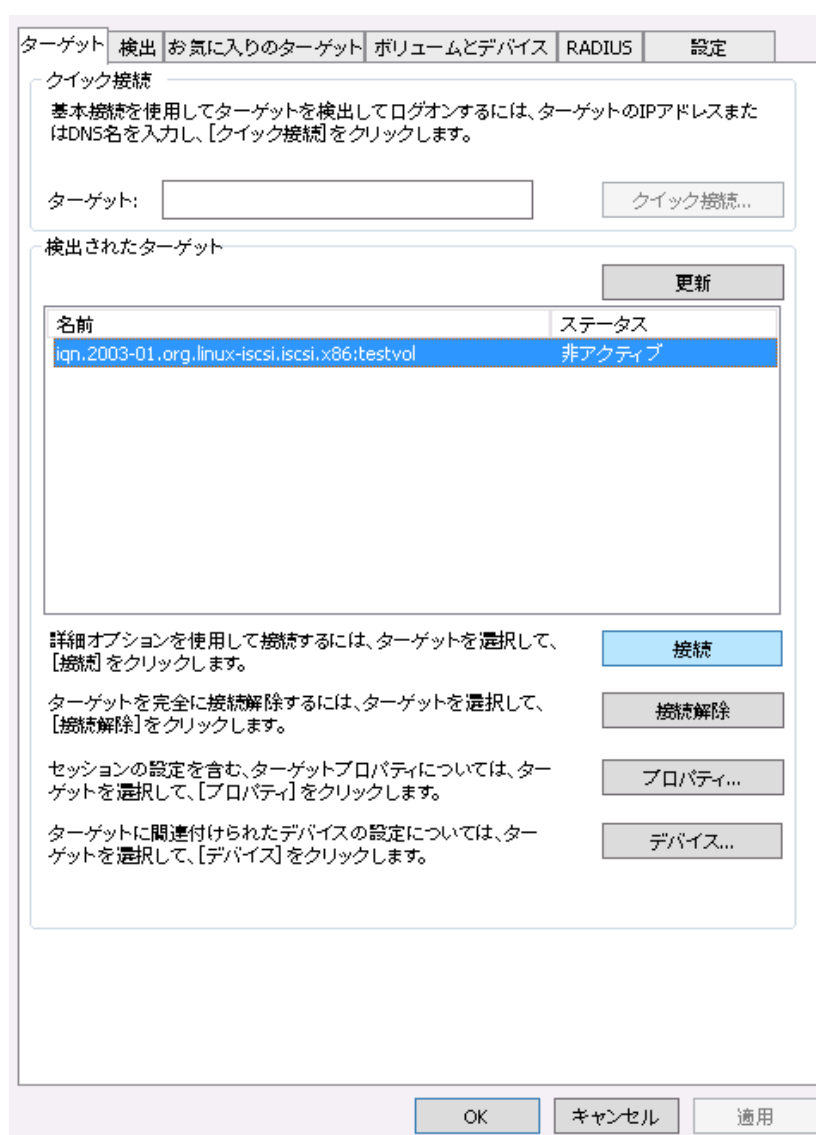 ターゲット 検出 お気に入りのターゲット ボリュームとデバイス RADIUS 設定
クイック接続
基本接続を使用してターゲットを検出してログオンするには、ターゲットのIPアドレスまた
はDNS名を入力し、[クイック接続]をクリックします。
ターゲット: クイック接続...
検出されたターゲット
更新
名前 ステータス
iqn.2003-01.org.linux-iscsi.iscsi.x86:testvol 非アクティブ
詳細オプションを使用して接続するには、ターゲットを選択して、
[接続] をクリックします。
接続
ターゲットを完全に接続解除するには、ターゲットを選択して、
[接続解除]をクリックします。
接続解除
セッションの設定を含む、ターゲットプロパティについては、ター
ゲットを選択して、[プロパティ]をクリックします。
プロパティ...
ターゲットに関連付けられたデバイスの設定については、ター
ゲットを選択して、[デバイス]をクリックします。
デバイス...
OK キャンセル 適用